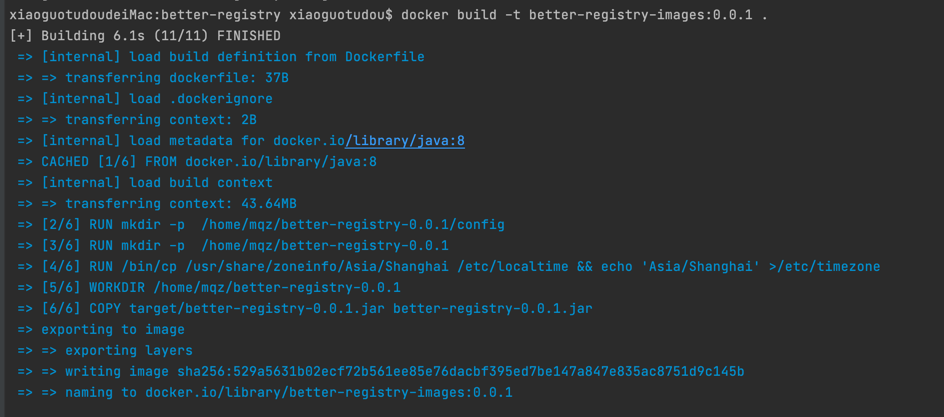 xiaoguotudoudeiMac:better-registry xiaoguotudou$ docker build -t better-registry-images:0.0.1 .
[+] Building 6.1s (11/11) FINISHED
=> [internal] load build definition from Dockerfile
=> => transferring dockerfile: 37B
=> [internal] load .dockerignore
=> => transferring context: 2B
=> [internal] load metadata for docker.io/library/java:8
=> CACHED [1/6] FROM docker.io/library/java:8
=> [internal] load build context
=> => transferring context: 43.64MB
=> [2/6] RUN mkdir -p  /home/mqz/better-registry-0.0.1/config
=> [3/6] RUN mkdir -p  /home/mqz/better-registry-0.0.1
=> [4/6] RUN /bin/cp /usr/share/zoneinfo/Asia/Shanghai /etc/localtime && echo 'Asia/Shanghai' >/etc/timezone
=> [5/6] WORKDIR /home/mqz/better-registry-0.0.1
=> [6/6] COPY target/better-registry-0.0.1.jar better-registry-0.0.1.jar
=> exporting to image
=> => exporting layers
=> => writing image sha256:529a5631b02ecf72b561ee85e76dacbf395ed7be147a847e835ac8751d9c145b
=> => naming to docker.io/library/better-registry-images:0.0.1